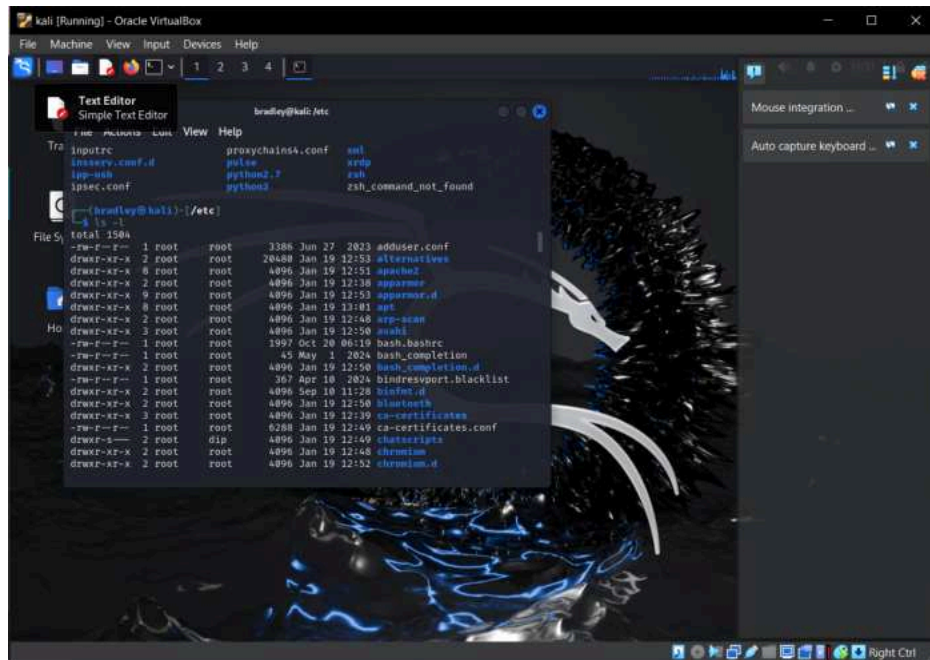 kali [Running] - Oracle VirtualBox
File Machine View Input Devices Help
1 2 3 4
Text Editor
Simple Text Editor
bradley@kali: /etc
File Actions Edit View Help
Mouse integration ...
Auto capture keyboard ...
Tra
File Sy
Ho
inputrc proxychains4.conf xml
insserv.conf.d pulse xrdp
ipp-usb python2.7 zsh
ipsec.conf python3 zsh_command_not_found
(bradley㉿kali)-[/etc]
$ ls -l
total 1504
-rw-r--r-- 1 root root 3386 Jun 27 2023 adduser.conf
drwxr-xr-x 2 root root 20480 Jan 19 12:53 alternatives
drwxr-xr-x 8 root root 4096 Jan 19 12:51 apache2
drwxr-xr-x 2 root root 4096 Jan 19 12:38 apparmor
drwxr-xr-x 9 root root 4096 Jan 19 12:53 apparmor.d
drwxr-xr-x 8 root root 4096 Jan 19 13:01 apt
drwxr-xr-x 2 root root 4096 Jan 19 12:48 arp-scan
drwxr-xr-x 3 root root 4096 Jan 19 12:50 avahi
-rw-r--r-- 1 root root 1997 Oct 20 06:19 bash.bashrc
-rw-r--r-- 1 root root 45 May 1 2024 bash_completion
drwxr-xr-x 2 root root 4096 Jan 19 12:50 bash_completion.d
-rw-r--r-- 1 root root 367 Apr 10 2024 bindresvport.blacklist
drwxr-xr-x 2 root root 4096 Sep 10 11:28 binfmt.d
drwxr-xr-x 2 root root 4096 Jan 19 12:50 bluetooth
drwxr-xr-x 3 root root 4096 Jan 19 12:39 ca-certificates
-rw-r--r-- 1 root root 6288 Jan 19 12:49 ca-certificates.conf
drwxr-s--- 2 root dip 4096 Jan 19 12:49 chatscripts
drwxr-xr-x 2 root root 4096 Jan 19 12:48 chromium
drwxr-xr-x 2 root root 4096 Jan 19 12:52 chromium.d
Right Ctrl